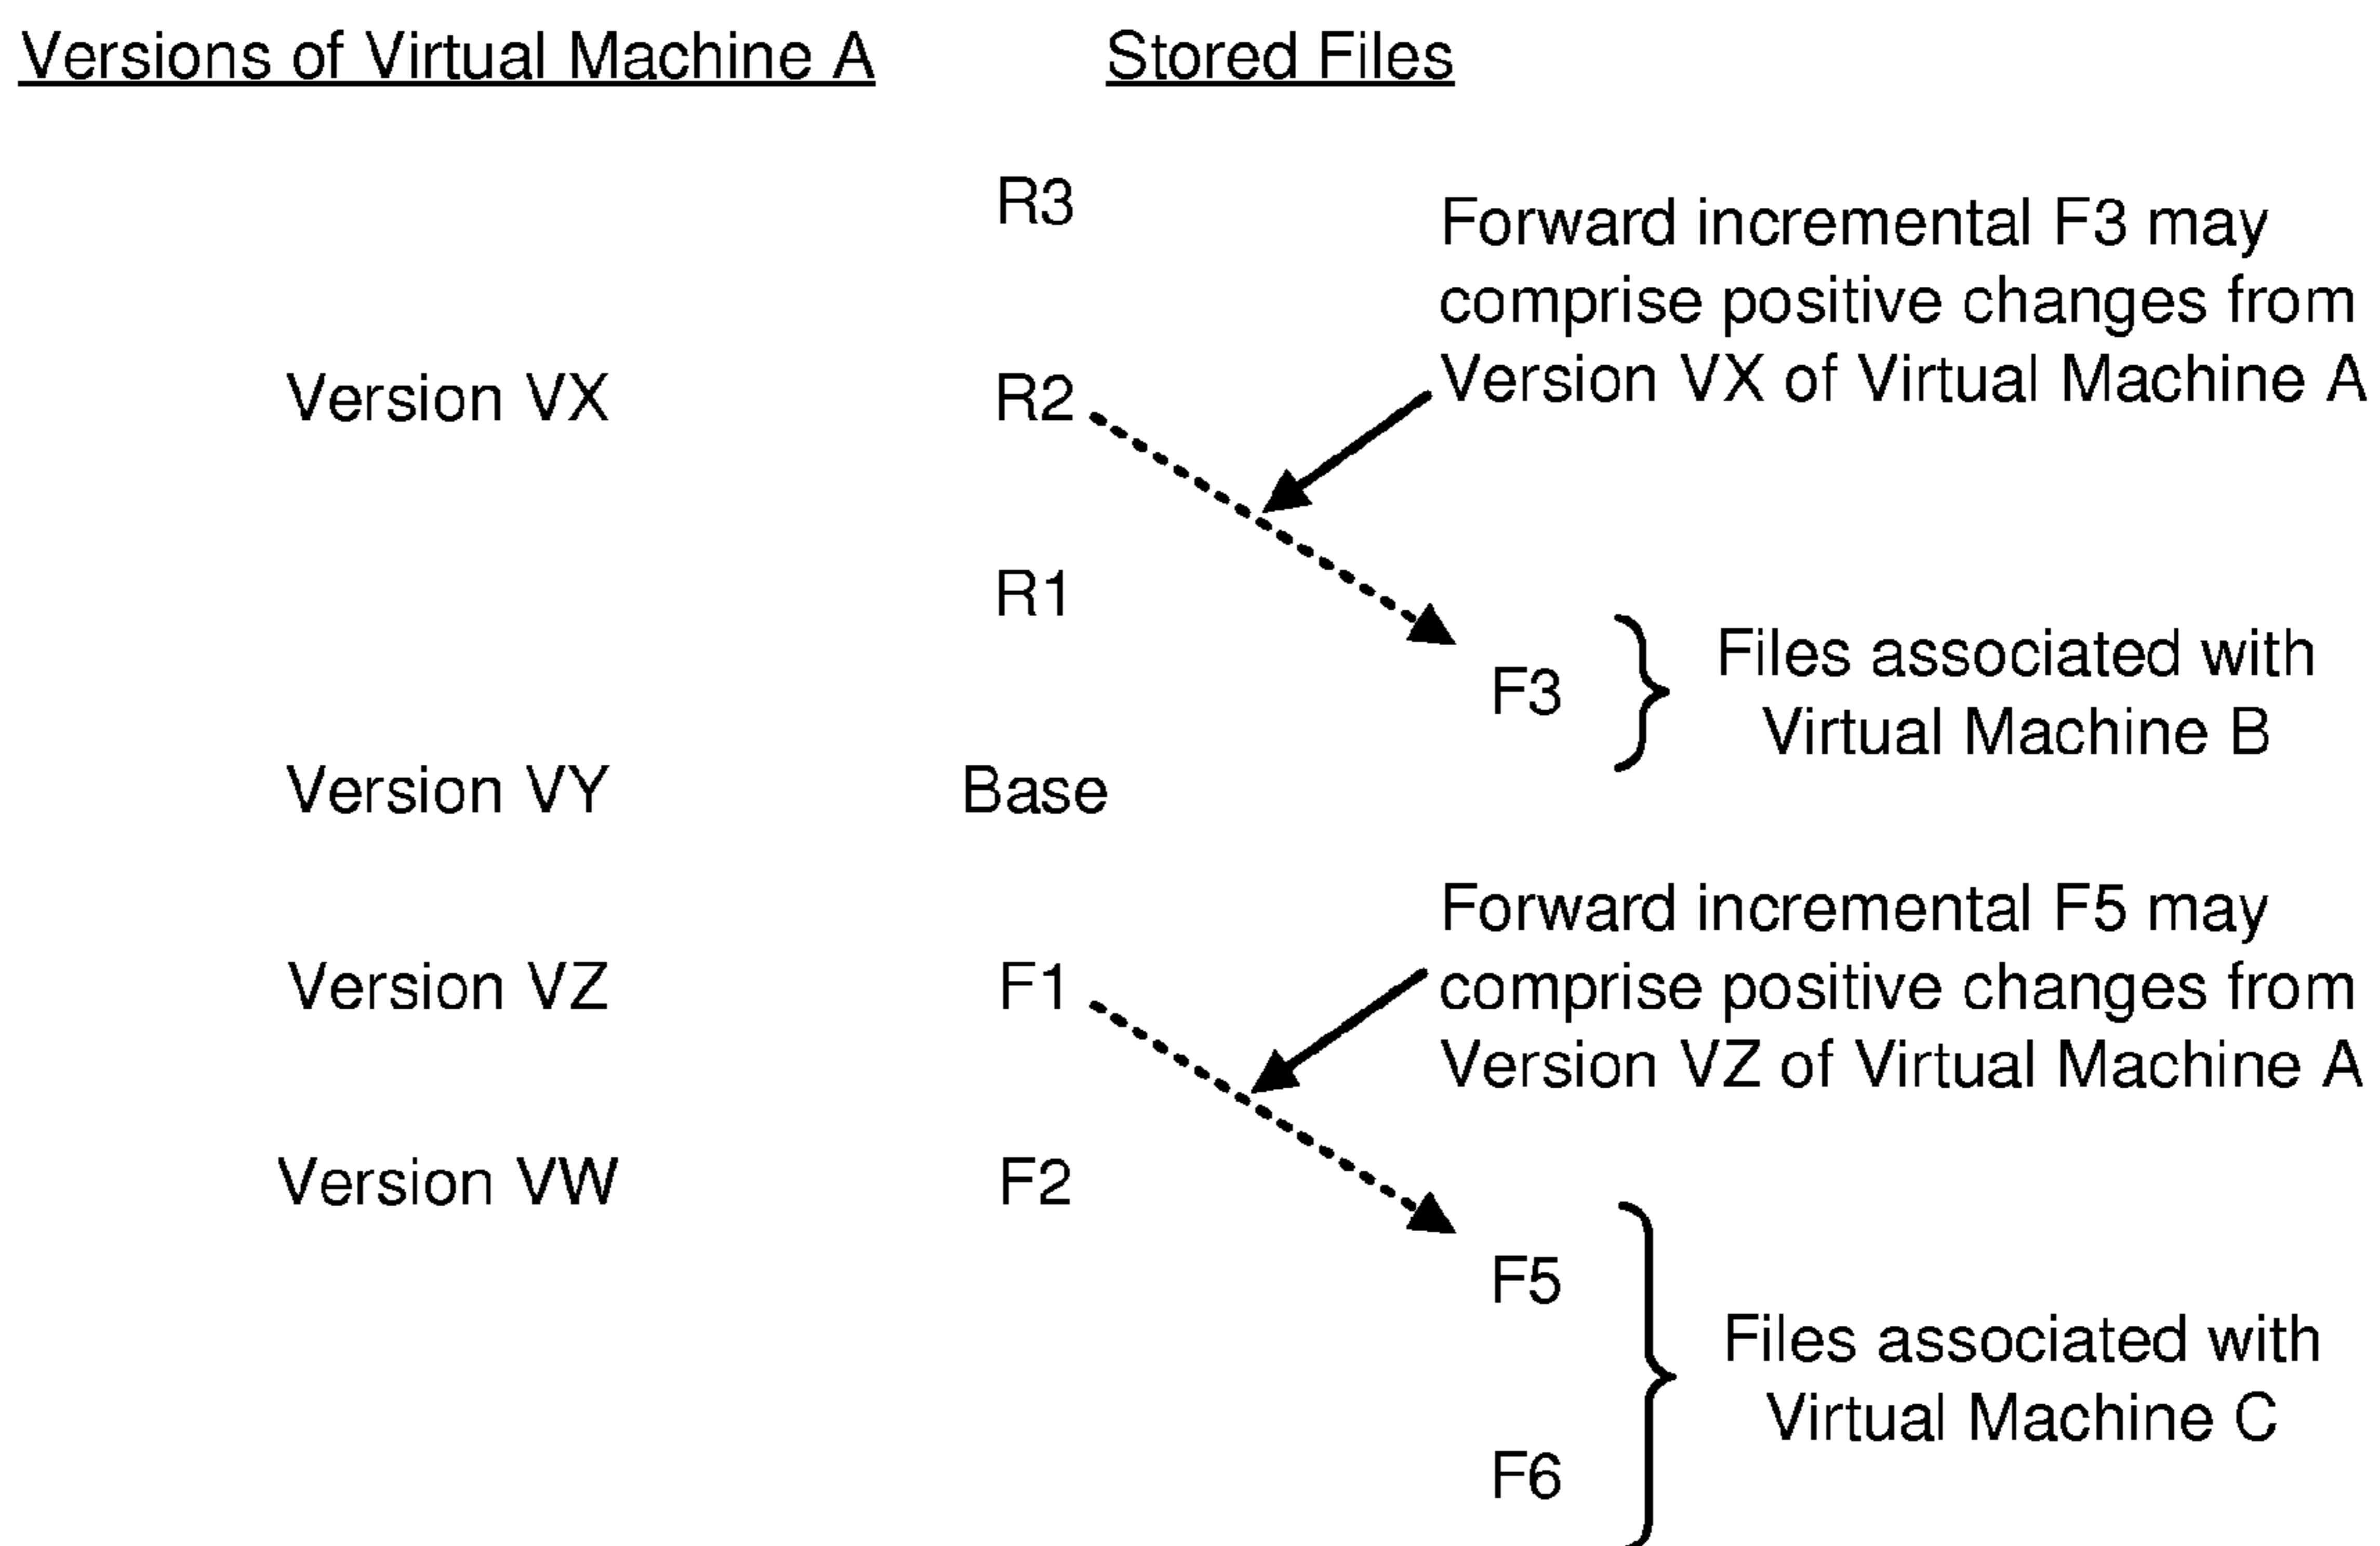 Versions of Virtual Machine A
Stored Files
R3
Forward incremental F3 may
comprise positive changes from
Version VX of Virtual Machine A
Version VX
R2
R1
F3
Files associated with
Virtual Machine B
Version VY
Base
Forward incremental F5 may
comprise positive changes from
Version VZ of Virtual Machine A
Version VZ
F1
Version VW
F2
F5
Files associated with
Virtual Machine C
F6